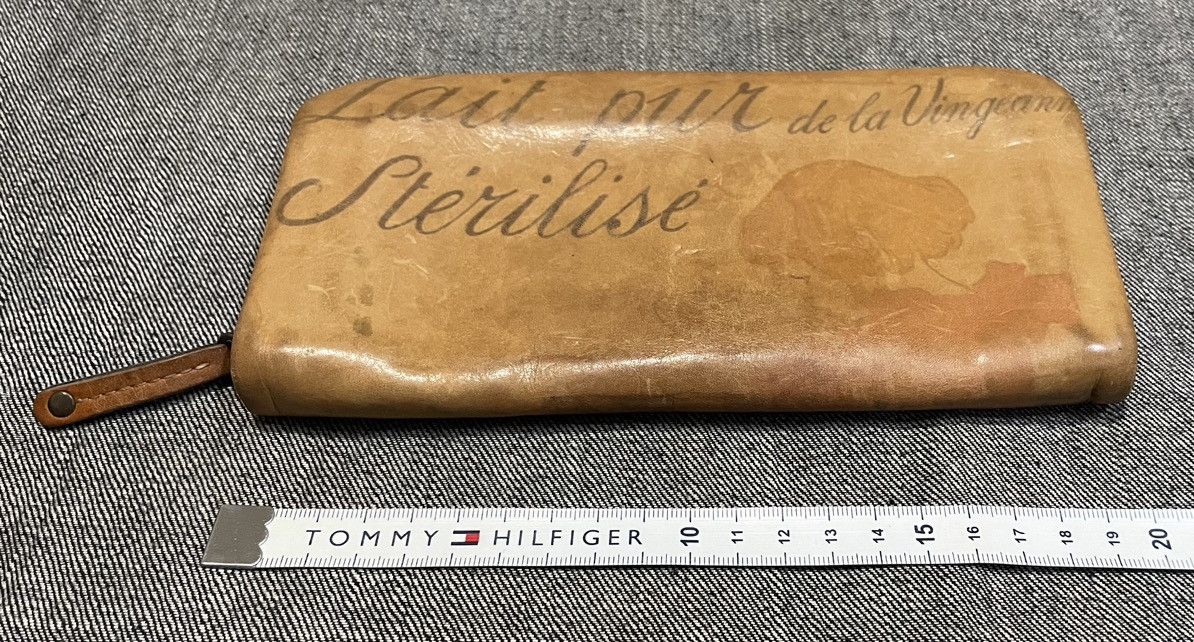 Lait pur de la Vingeann
Stérilisé
TOMMY HILFIGER 10 11 12 13 14 15 16 17 18 19 20